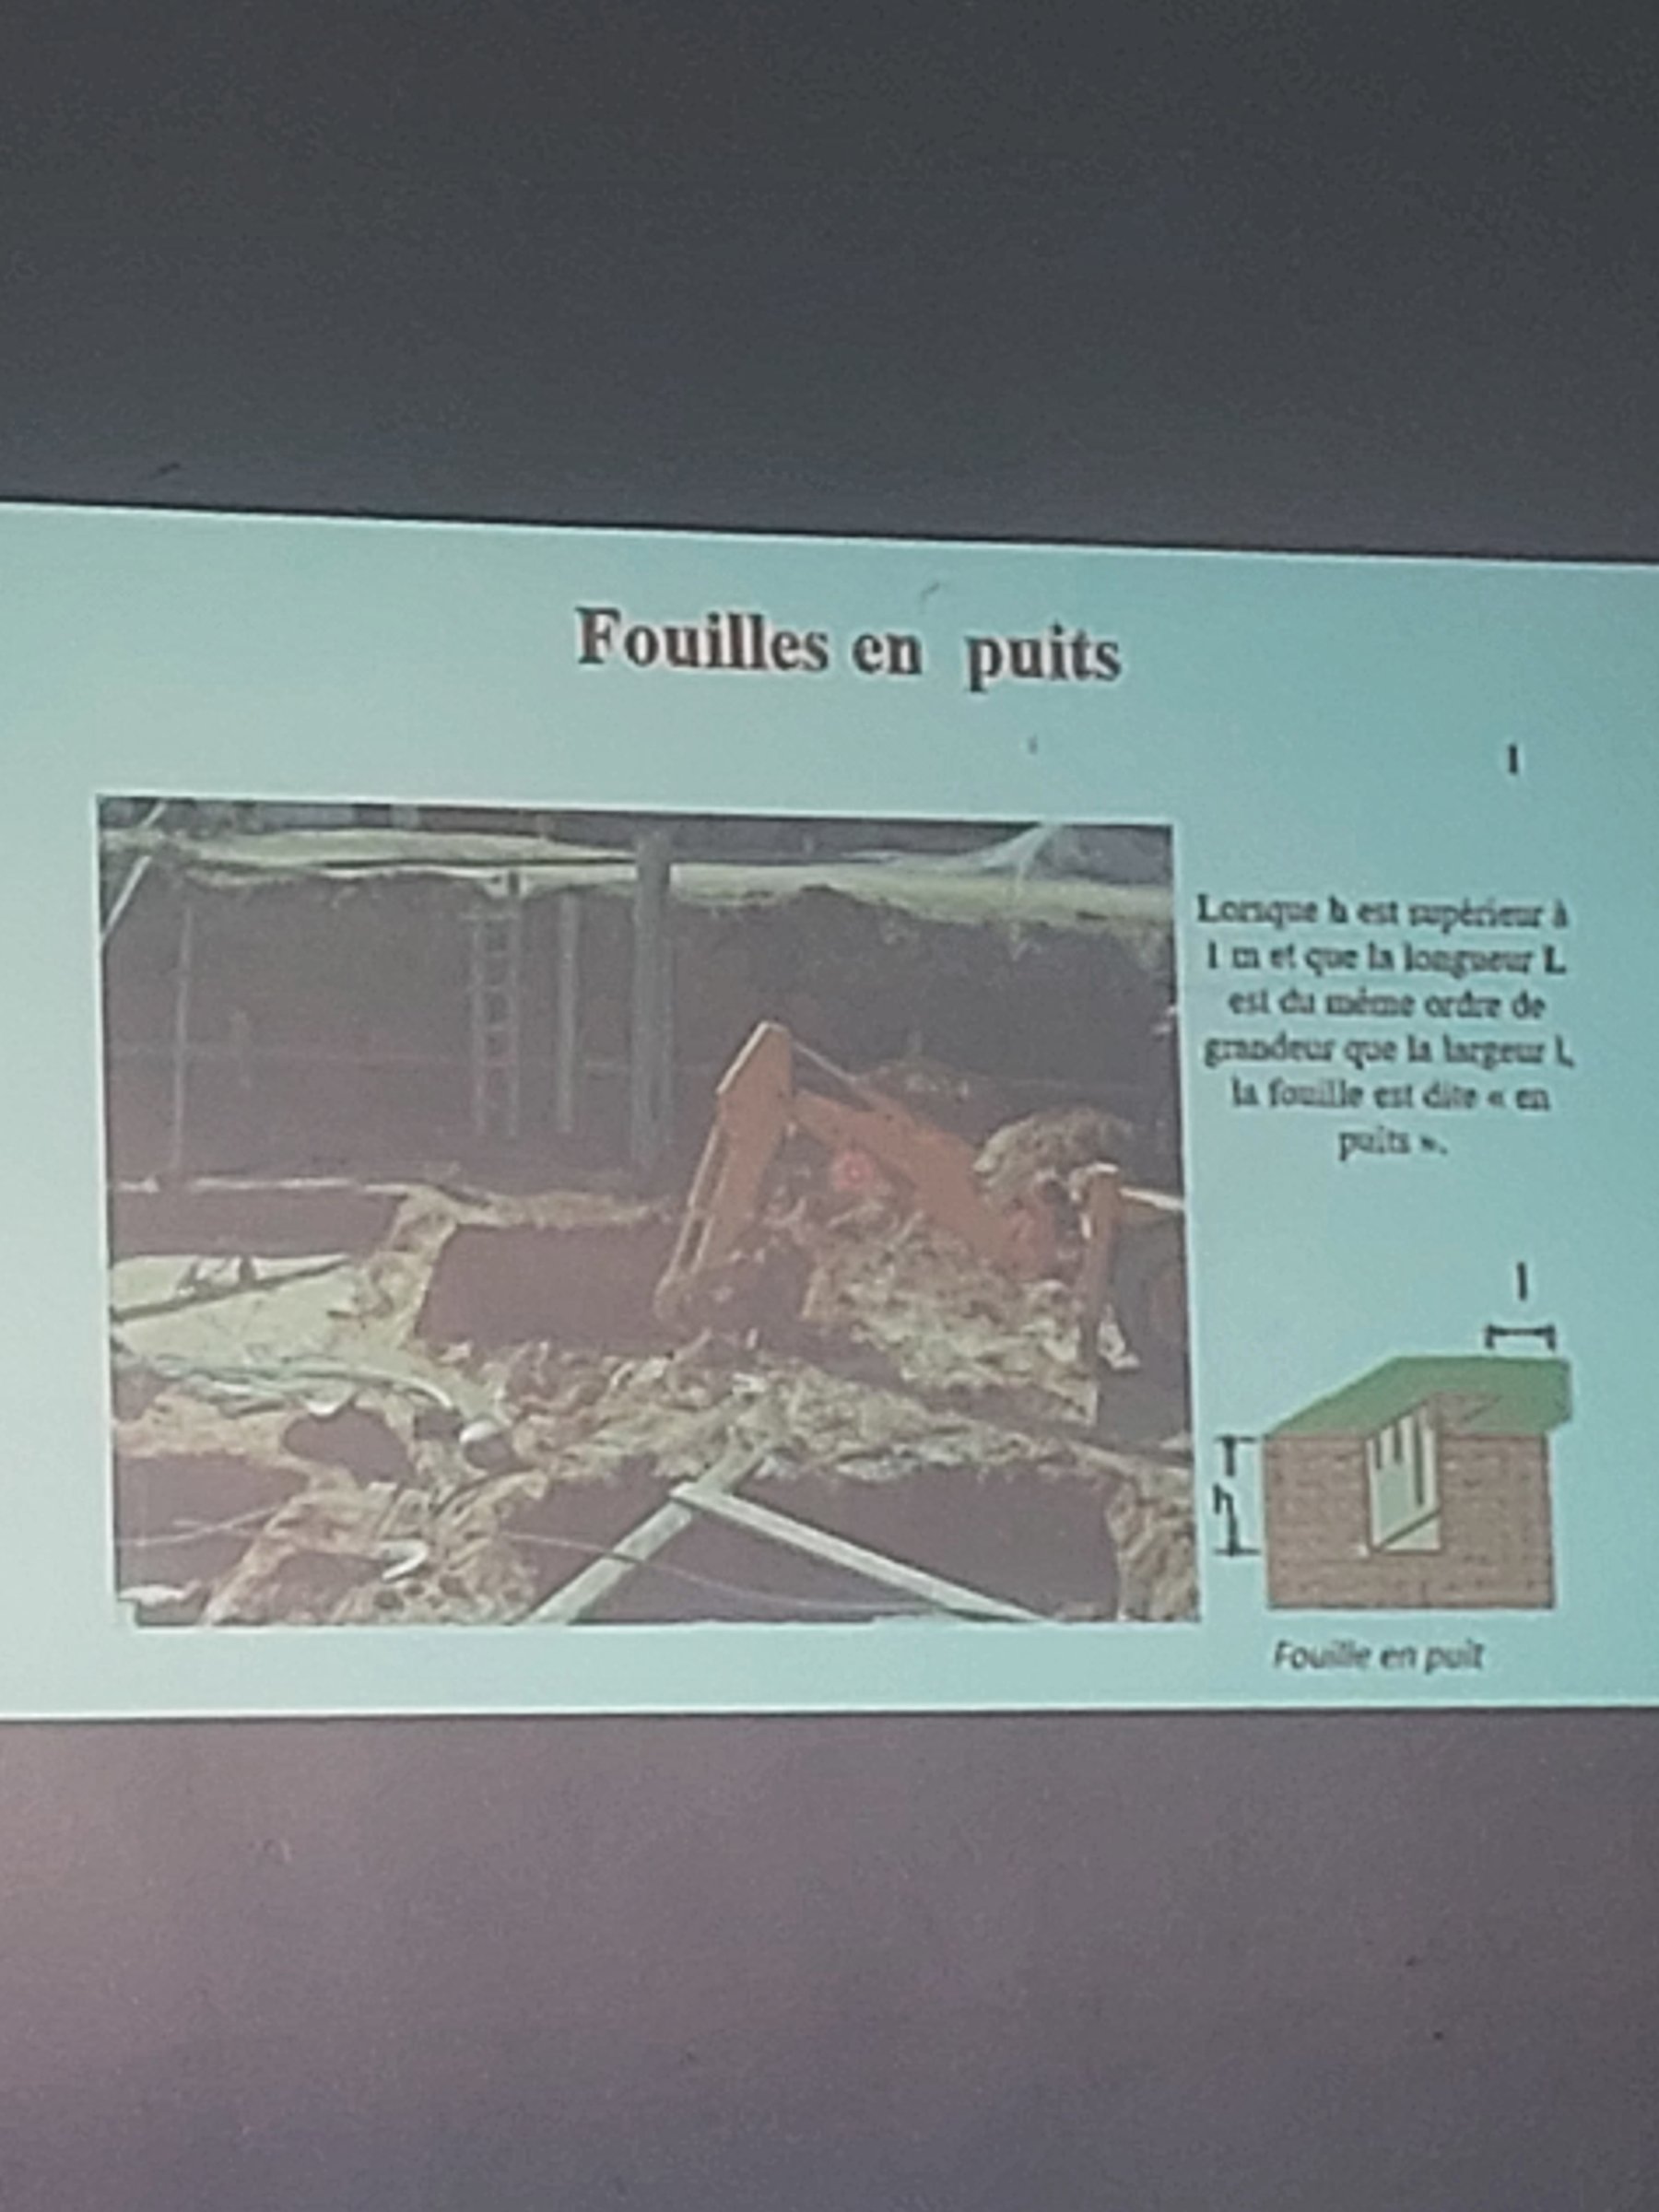 Fouilles en puits
l
Lorsque h est supérieur à
1 m et que la longueur L
est du même ordre de
grandeur que la largeur l,
la fouille est dite « en
puits ».
l
h
Fouille en puit